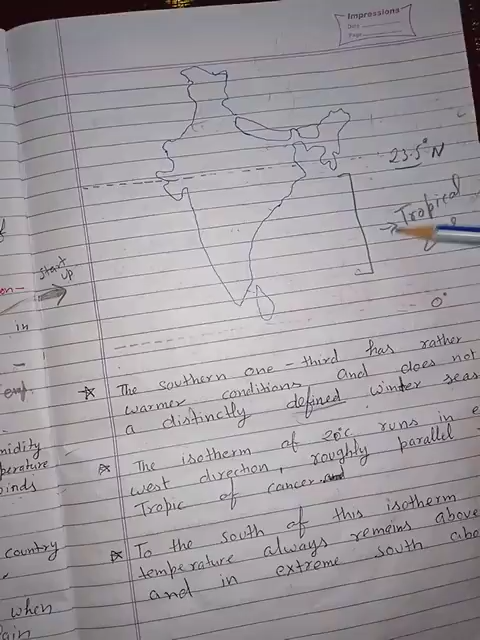 Impressions
Date
Page
23.5°N
Tropical
0°
Start up
in
midity
perature
inds
country
when
The southern one-third has rather
warmer conditions and does not
a distinctly defined winter seas
The isotherm of 20°C runs in e
west direction, roughly parallel
Tropic of cancer
To the south of this isotherm
temperature always remains above
and in extreme south abo